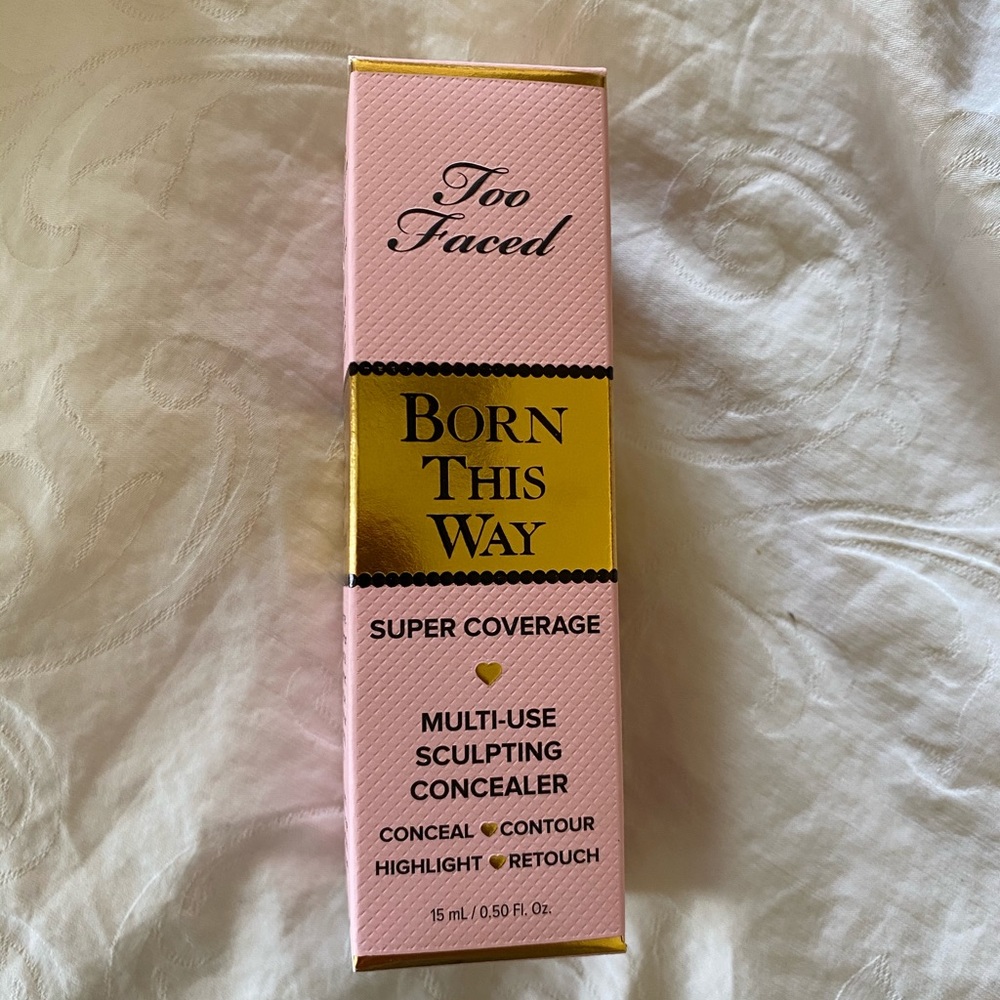 Too
Faced
BORN
THIS
WAY
SUPER COVERAGE
MULTI-USE
SCULPTING
CONCEALER
CONCEAL CONTOUR
HIGHLIGHT RETOUCH
15 mL / 0,50 Fl. Oz.